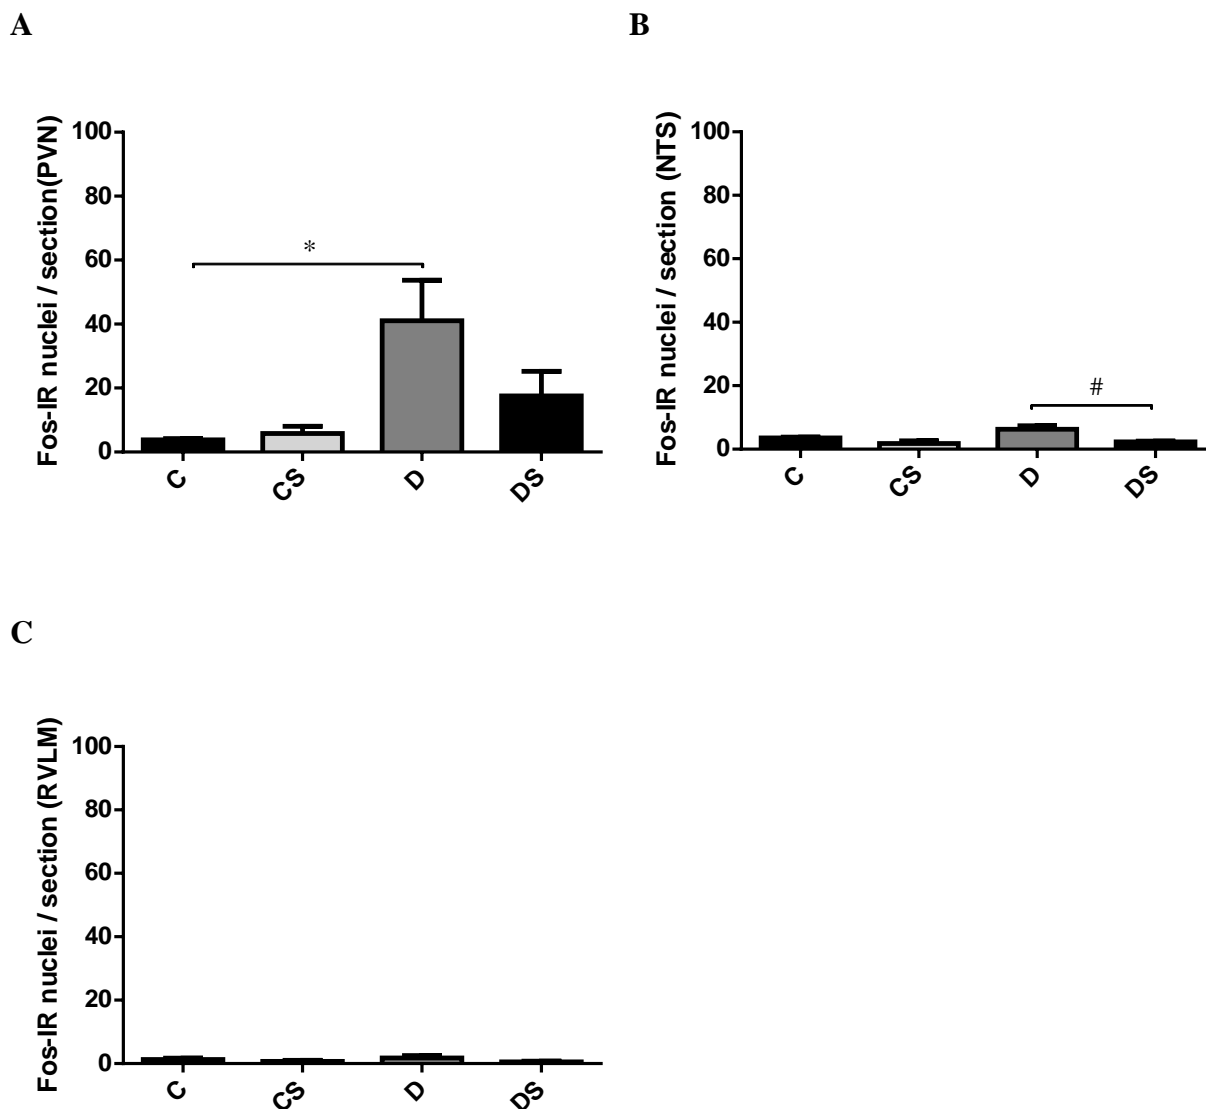 A
B
Fos-IR nuclei / section(PVN)
100
80
60
40
20
0
*
C
CS
D
DS
Fos-IR nuclei / section (NTS)
100
80
60
40
20
0
#
C
CS
D
DS
C
Fos-IR nuclei / section (RVLM)
100
80
60
40
20
0
C
CS
D
DS